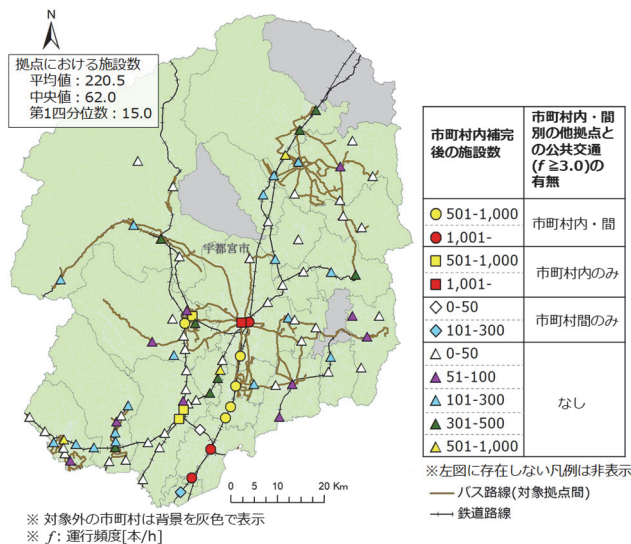 N
拠点における施設数
平均値：220.5
中央値：62.0
第1四分位数：15.0
宇都宮市
0 5 10 20 Km
※ 対象外の市町村は背景を灰色で表示
※ f: 運行頻度[本/h]
市町村内補完
後の施設数
市町村内・間
別の他拠点と
の公共交通
(f ≧3.0)の
有無
501-1,000
1,001-
市町村内・間
501-1,000
1,001-
市町村内のみ
0-50
101-300
市町村間のみ
0-50
51-100
101-300
301-500
501-1,000
なし
※左図に存在しない凡例は非表示
バス路線(対象拠点間)
鉄道路線